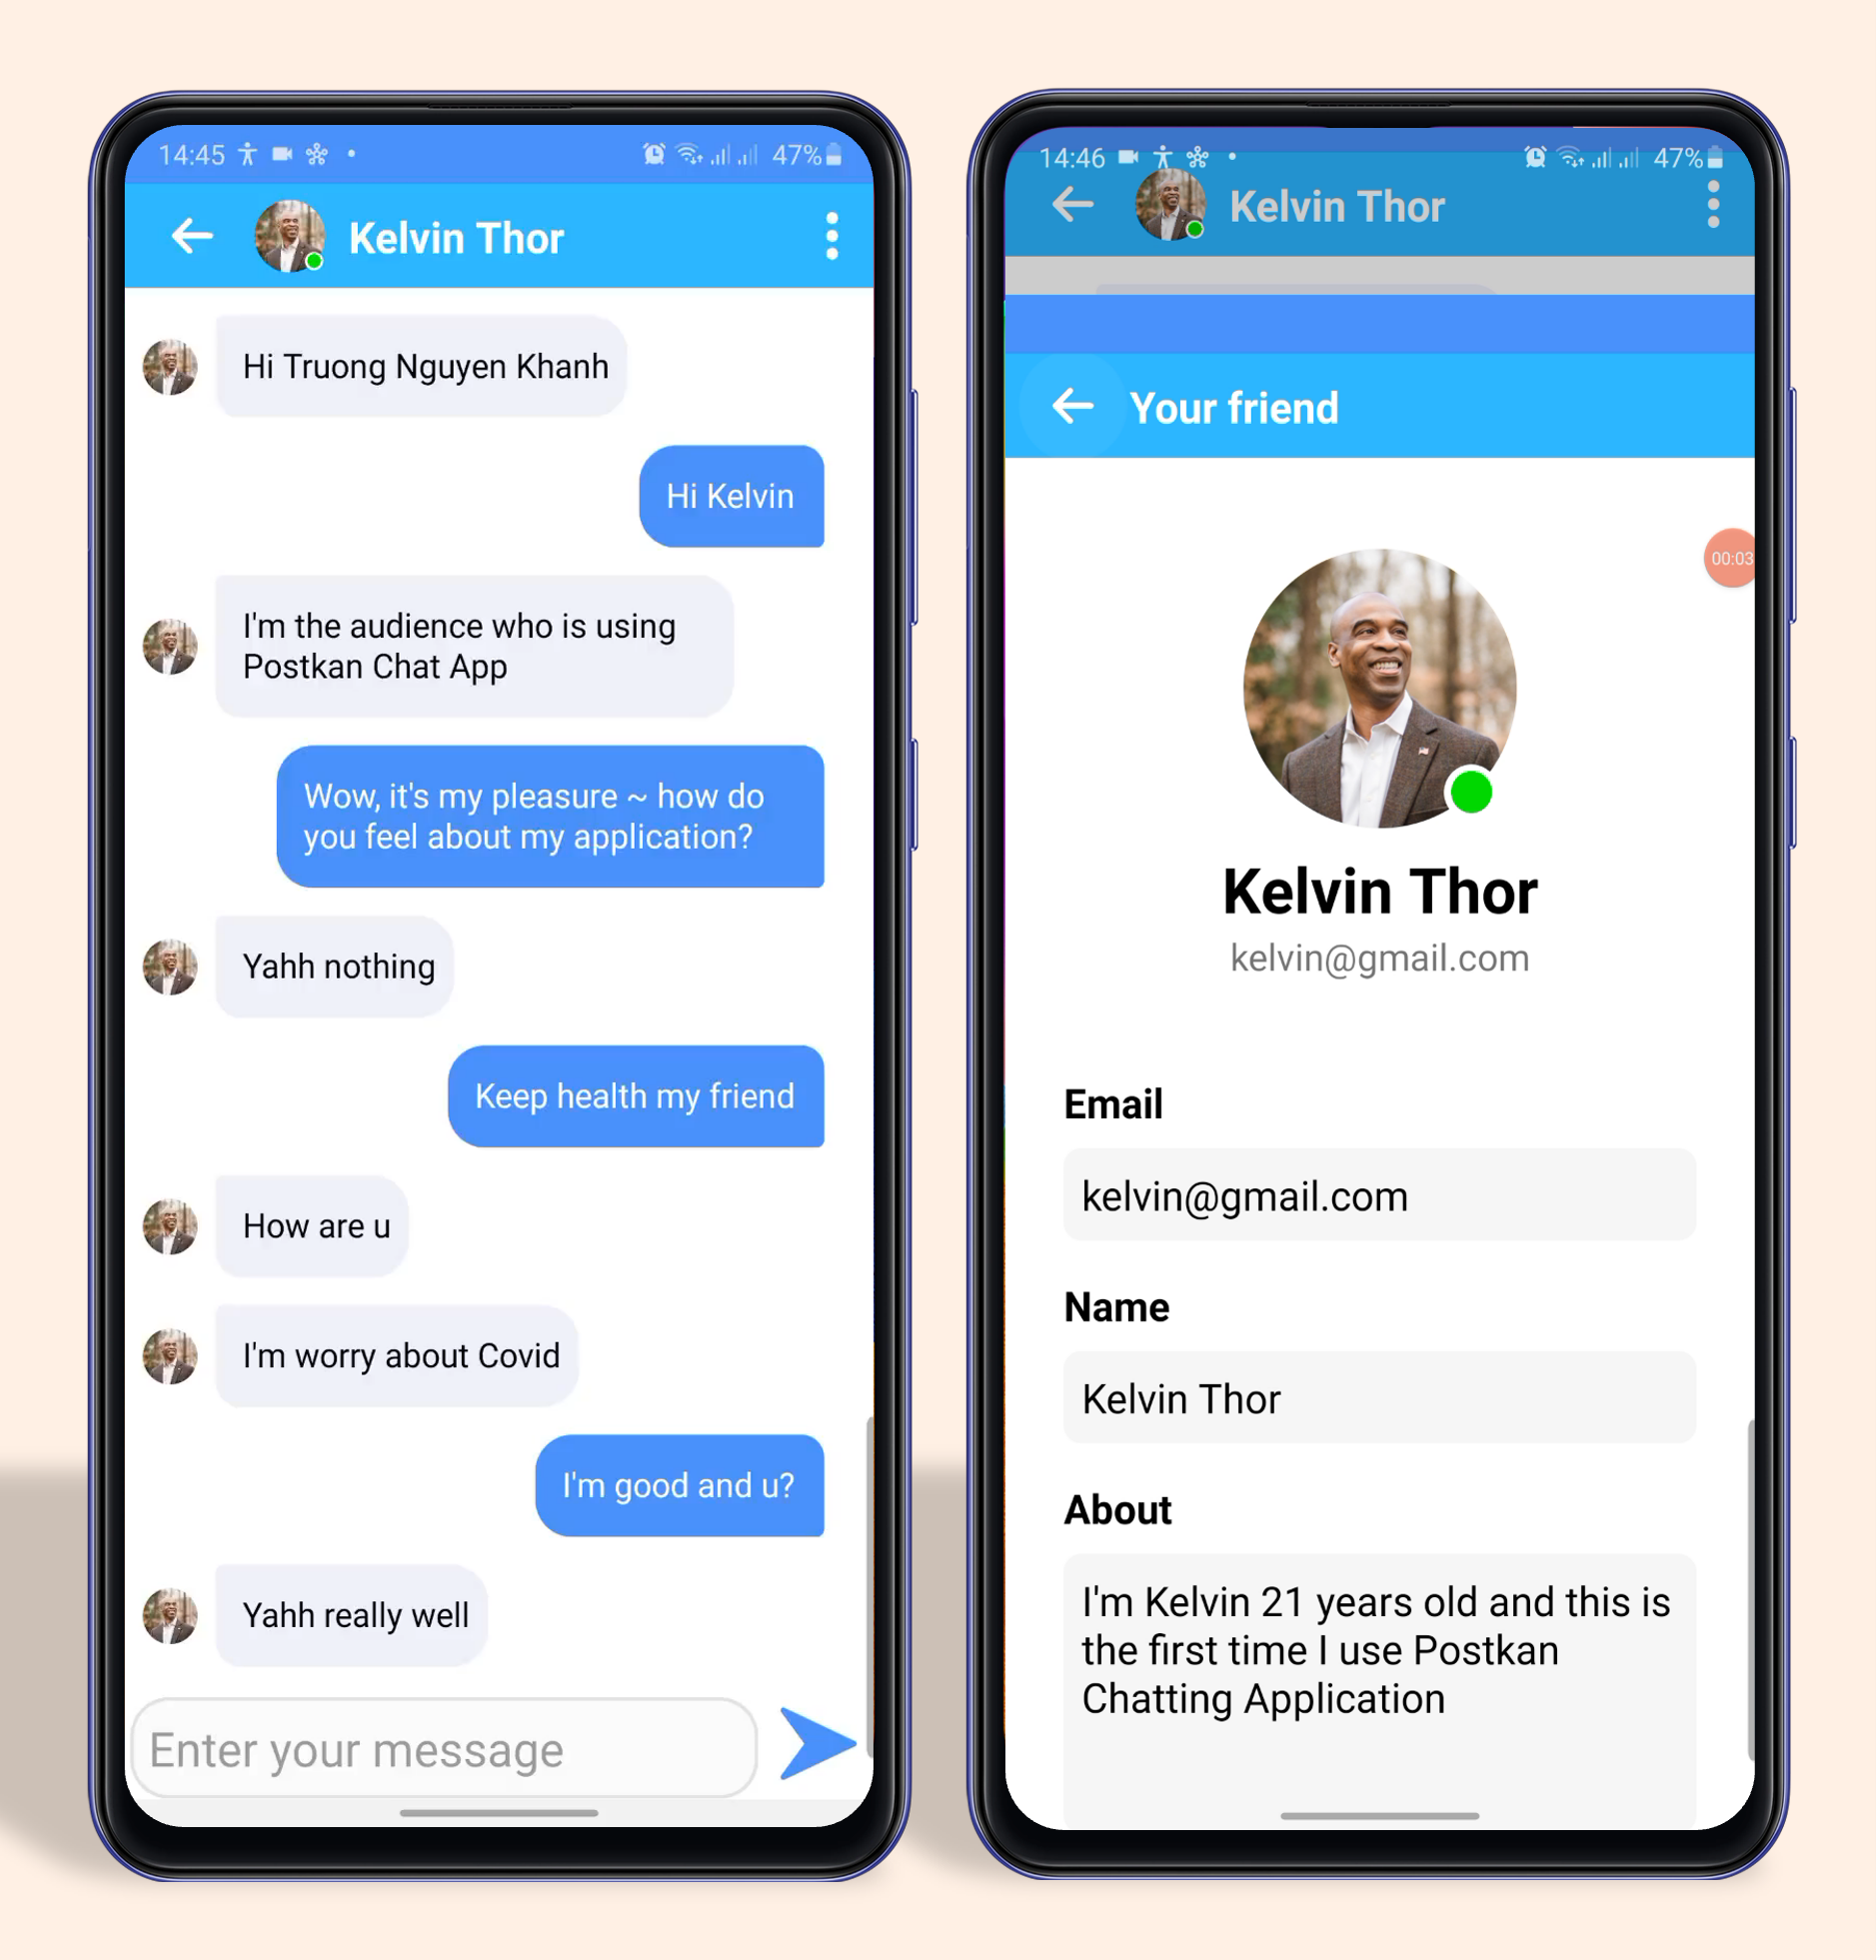 14:45
47%
Kelvin Thor
Hi Truong Nguyen Khanh
Hi Kelvin
I'm the audience who is using
Postkan Chat App
Wow, it's my pleasure ~ how do
you feel about my application?
Yahh nothing
Keep health my friend
How are u
I'm worry about Covid
I'm good and u?
Yahh really well
Enter your message
14:46
47%
Kelvin Thor
Your friend
00:03
Kelvin Thor
kelvin@gmail.com
Email
kelvin@gmail.com
Name
Kelvin Thor
About
I'm Kelvin 21 years old and this is
the first time I use Postkan
Chatting Application